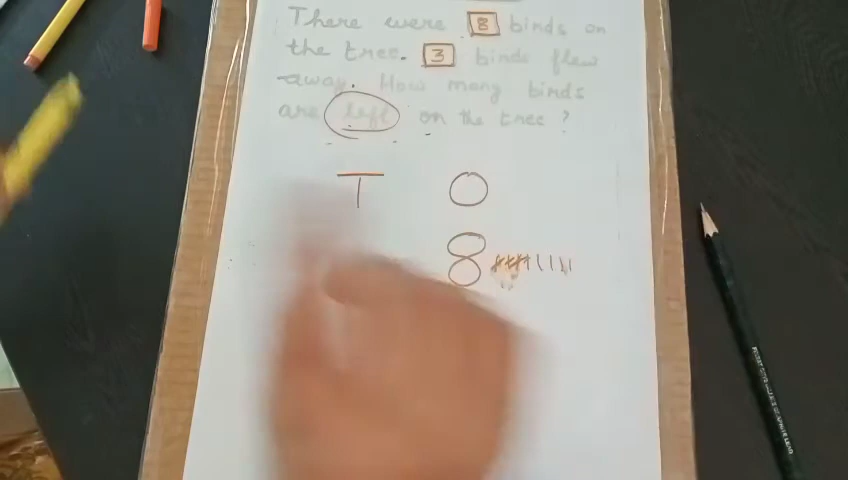 There were 8 birds on
the tree. 3 birds flew
away. How many birds
are left on the tree?
T O
8